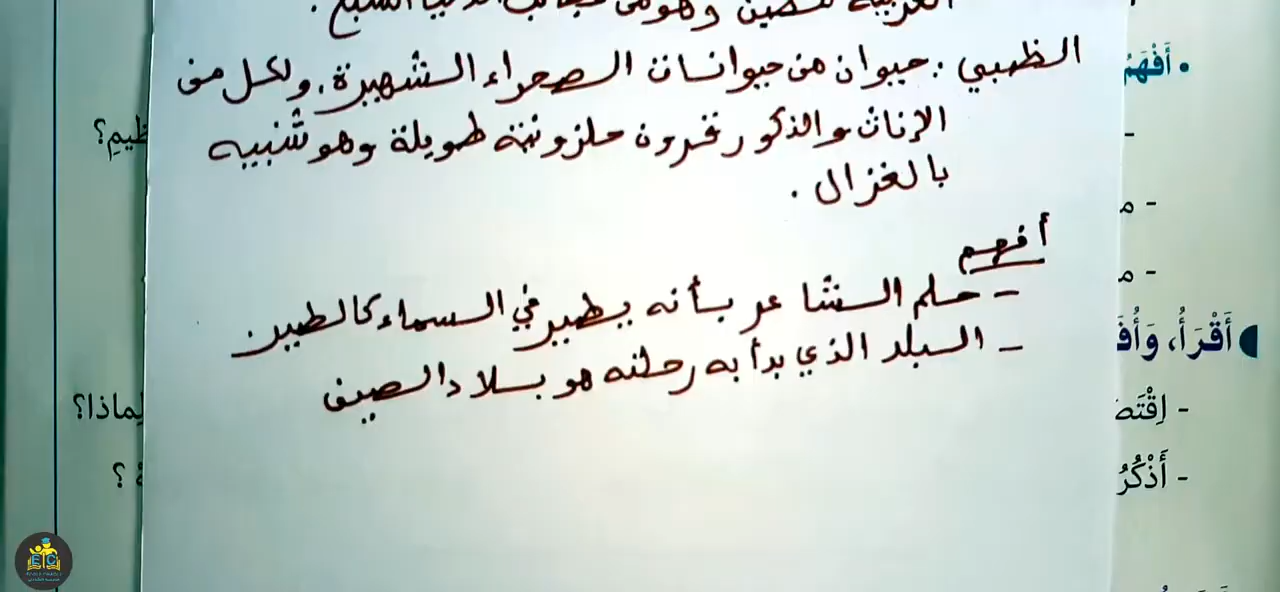 الظبي : حيوان من حيوانات الصحراء الشهيرة، ولكل من
الإناث والذكور قرون حلزونية طويلة وهو شبيه
بالغزال .
أفهم
- حلم الشاعر بأنه يطير في السماء كالطير.
- البلد الذي بدأ به رحلته هو بلاد الصين
• أَفْهَمُ
لِماذا؟
أَقْرَأُ، وَأُفَ
- أَذْكُرُ
؟